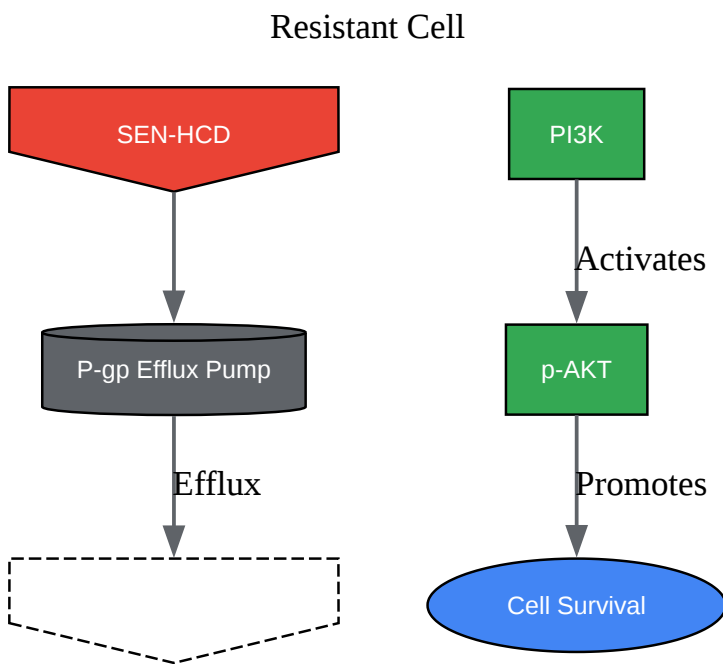 Resistant Cell
SEN-HCD
PI3K
Activates
P-gp Efflux Pump
p-AKT
Efflux
Promotes
Cell Survival